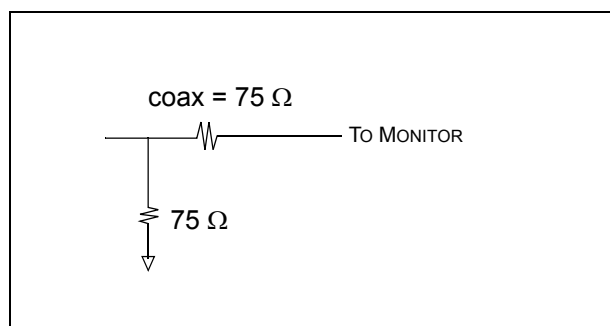 coax = 75 Ω
TO MONITOR
75 Ω